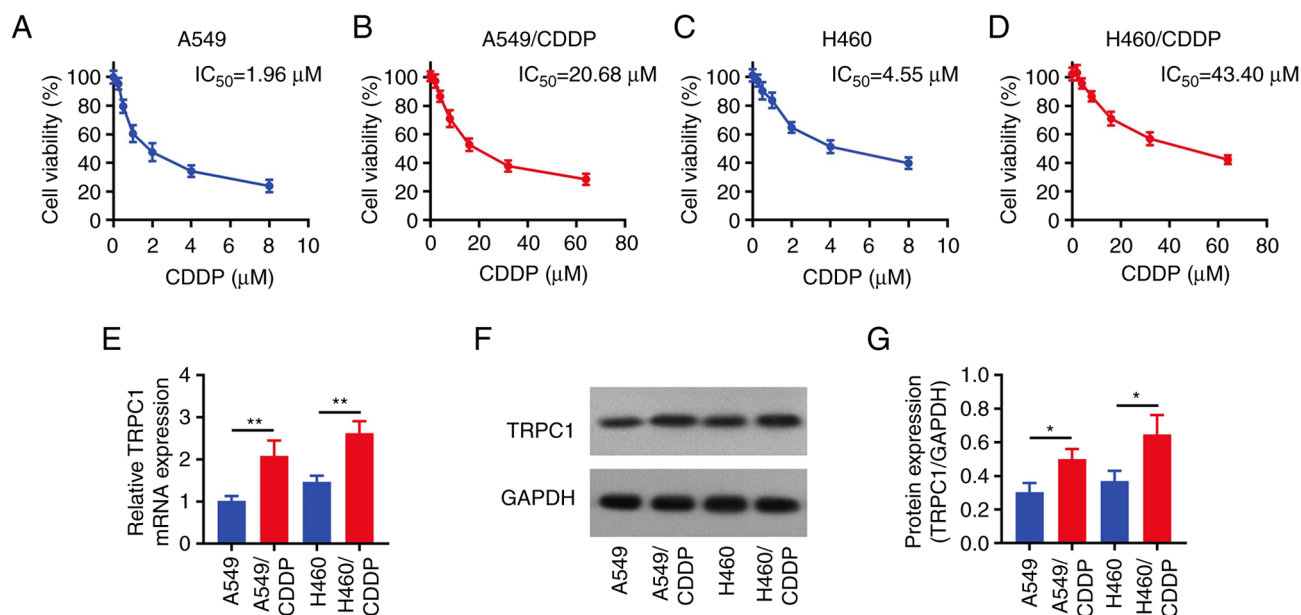 A
A549
IC50=1.96 μM
Cell viability (%)
100
80
60
40
20
0
0 2 4 6 8 10
CDDP (μM)
B
A549/CDDP
IC50=20.68 μM
Cell viability (%)
100
80
60
40
20
0
0 20 40 60 80
CDDP (μM)
C
H460
IC50=4.55 μM
Cell viability (%)
100
80
60
40
20
0
0 2 4 6 8 10
CDDP (μM)
D
H460/CDDP
IC50=43.40 μM
Cell viability (%)
100
80
60
40
20
0
0 20 40 60 80
CDDP (μM)
E
Relative TRPC1
mRNA expression
4
3
2
1
0
** **
A549
A549/
CDDP
H460
H460/
CDDP
F
TRPC1
GAPDH
A549
A549/
CDDP
H460
H460/
CDDP
G
Protein expression
(TRPC1/GAPDH)
1.0
0.8
0.6
0.4
0.2
0.0
* *
A549
A549/
CDDP
H460
H460/
CDDP